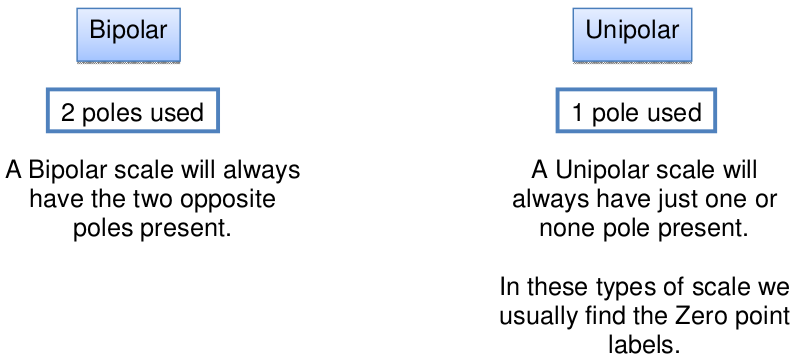 Bipolar
2 poles used
A Bipolar scale will always
have the two opposite
poles present.
Unipolar
1 pole used
A Unipolar scale will
always have just one or
none pole present.
In these types of scale we
usually find the Zero point
labels.